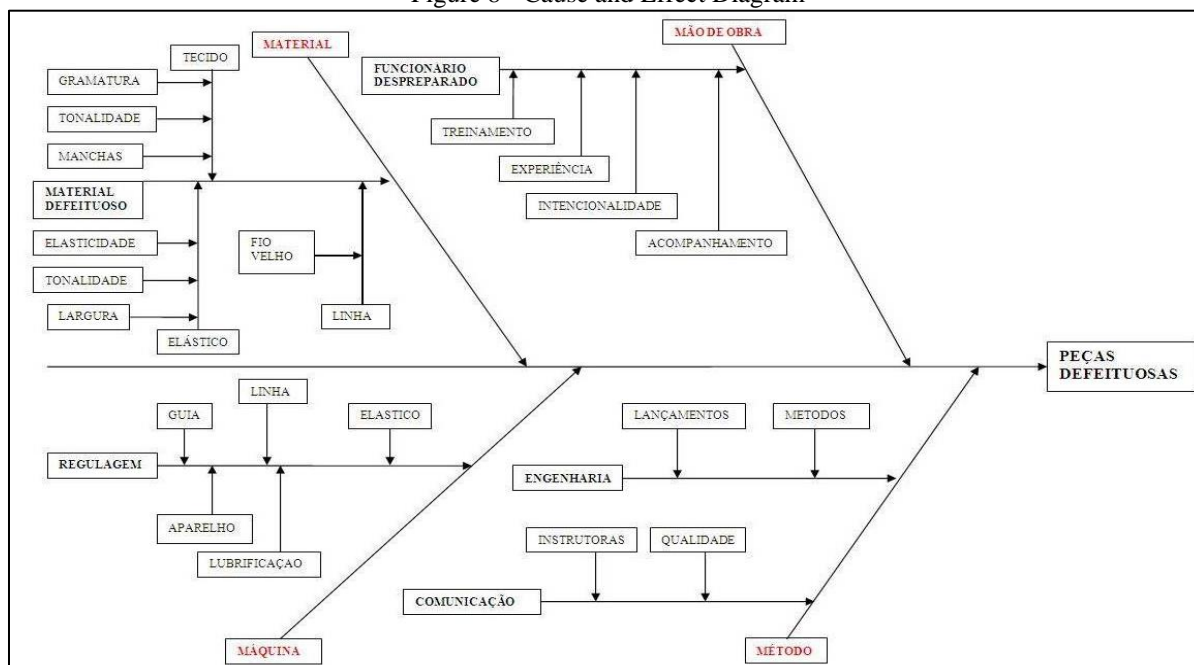 Figure 8 - Cause and Effect Diagram
MATERIAL
MÃO DE OBRA
TECIDO
GRAMATURA
TONALIDADE
MANCHAS
MATERIAL
DEFEITUOSO
ELASTICIDADE
TONALIDADE
LARGURA
ELÁSTICO
FIO
VELHO
LINHA
FUNCIONÁRIO
DESPREPARADO
TREINAMENTO
EXPERIÊNCIA
INTENCIONALIDADE
ACOMPANHAMENTO
PEÇAS
DEFEITUOSAS
LINHA
GUIA
ELASTICO
REGULAGEM
APARELHO
LUBRIFICAÇAO
LANÇAMENTOS
METODOS
ENGENHARIA
INSTRUTORAS
QUALIDADE
COMUNICAÇÃO
MÁQUINA
MÉTODO